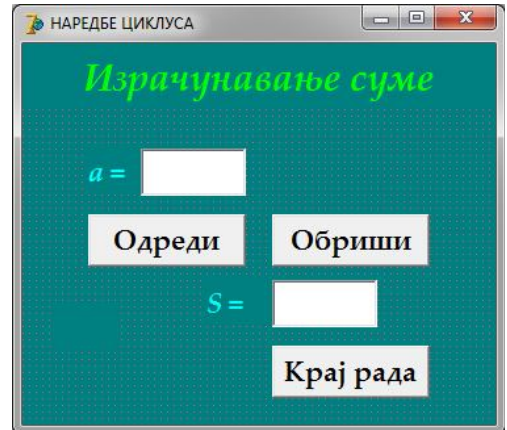 НАРЕДБЕ ЦИКЛУСА
Израчунавање суме
a =
Одреди Обриши
S =
Крај рада